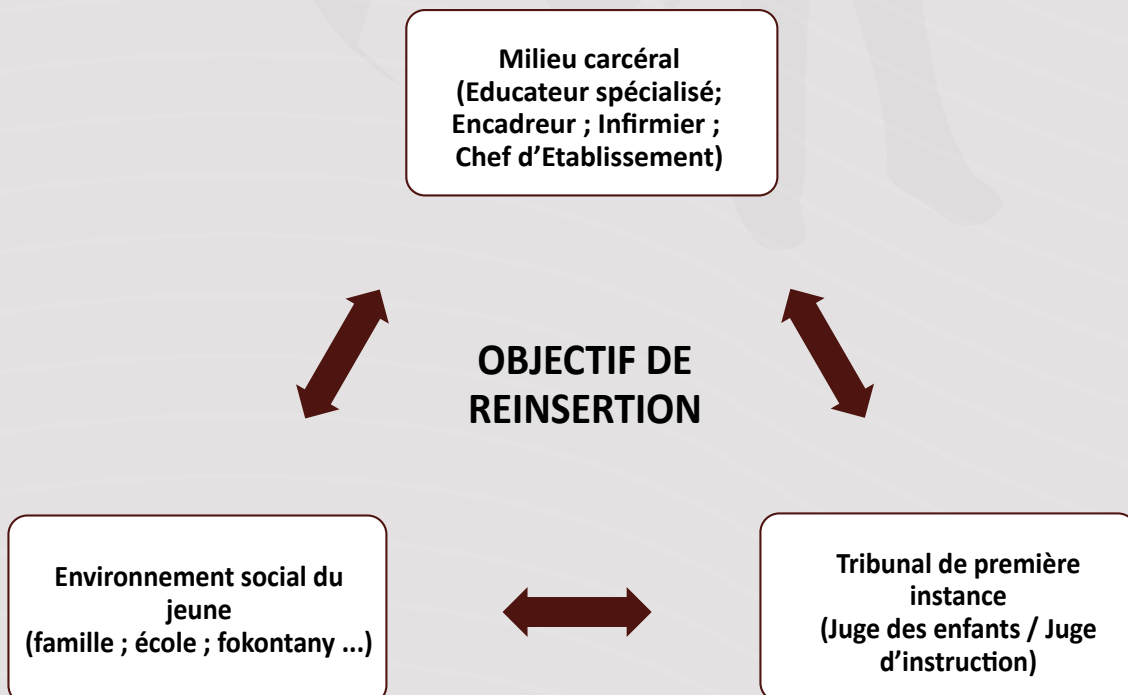 Milieu carcéral
(Educateur spécialisé;
Encadreur ; Infirmier ;
Chef d'Etablissement)
OBJECTIF DE
REINSERTION
Environnement social du
jeune
(famille ; école ; fokontany ...)
Tribunal de première
instance
(Juge des enfants / Juge
d'instruction)